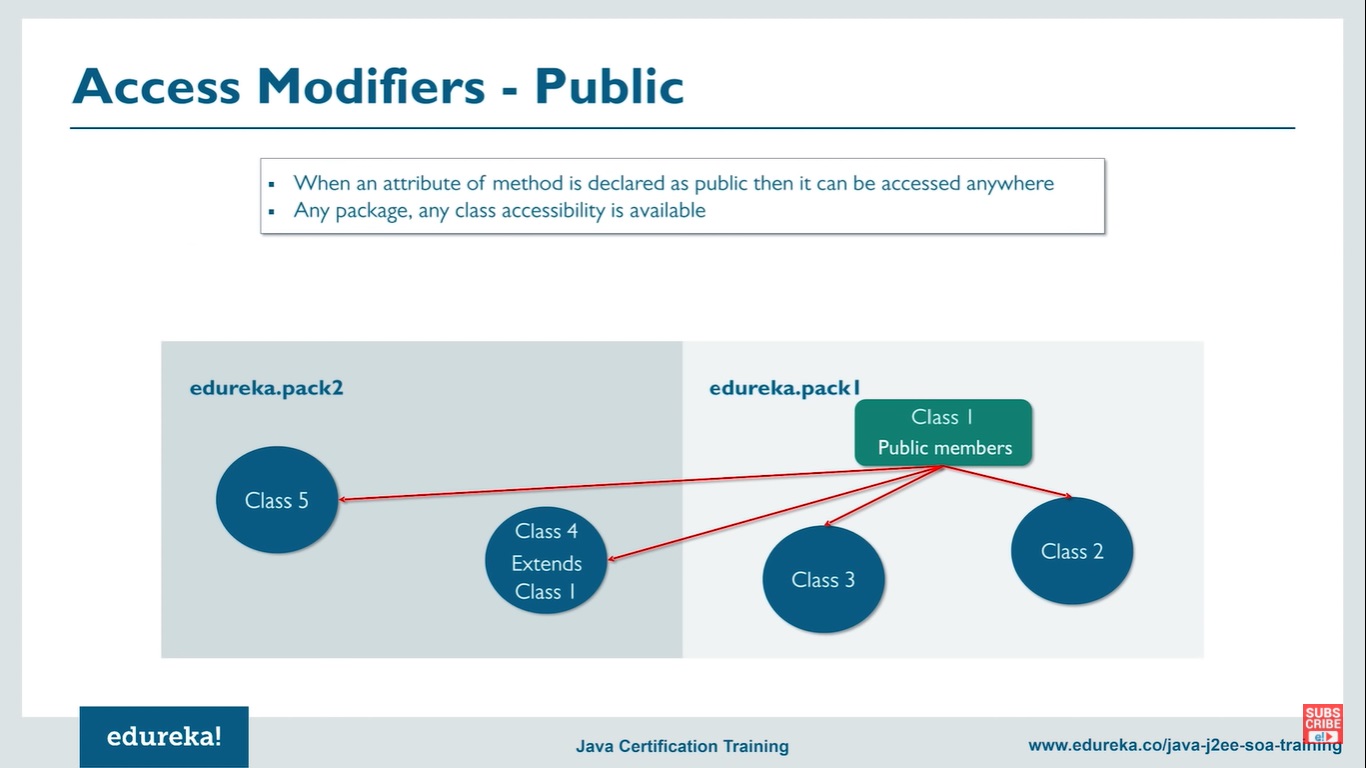 Access Modifiers - Public
▪ When an attribute of method is declared as public then it can be accessed anywhere
▪ Any package, any class accessibility is available
edureka.pack2
edureka.pack1
Class 1
Public members
Class 5
Class 4
Extends
Class 1
Class 3
Class 2
edureka!
Java Certification Training
www.edureka.co/java-j2ee-soa-training
SUBS
CRIBE
e!